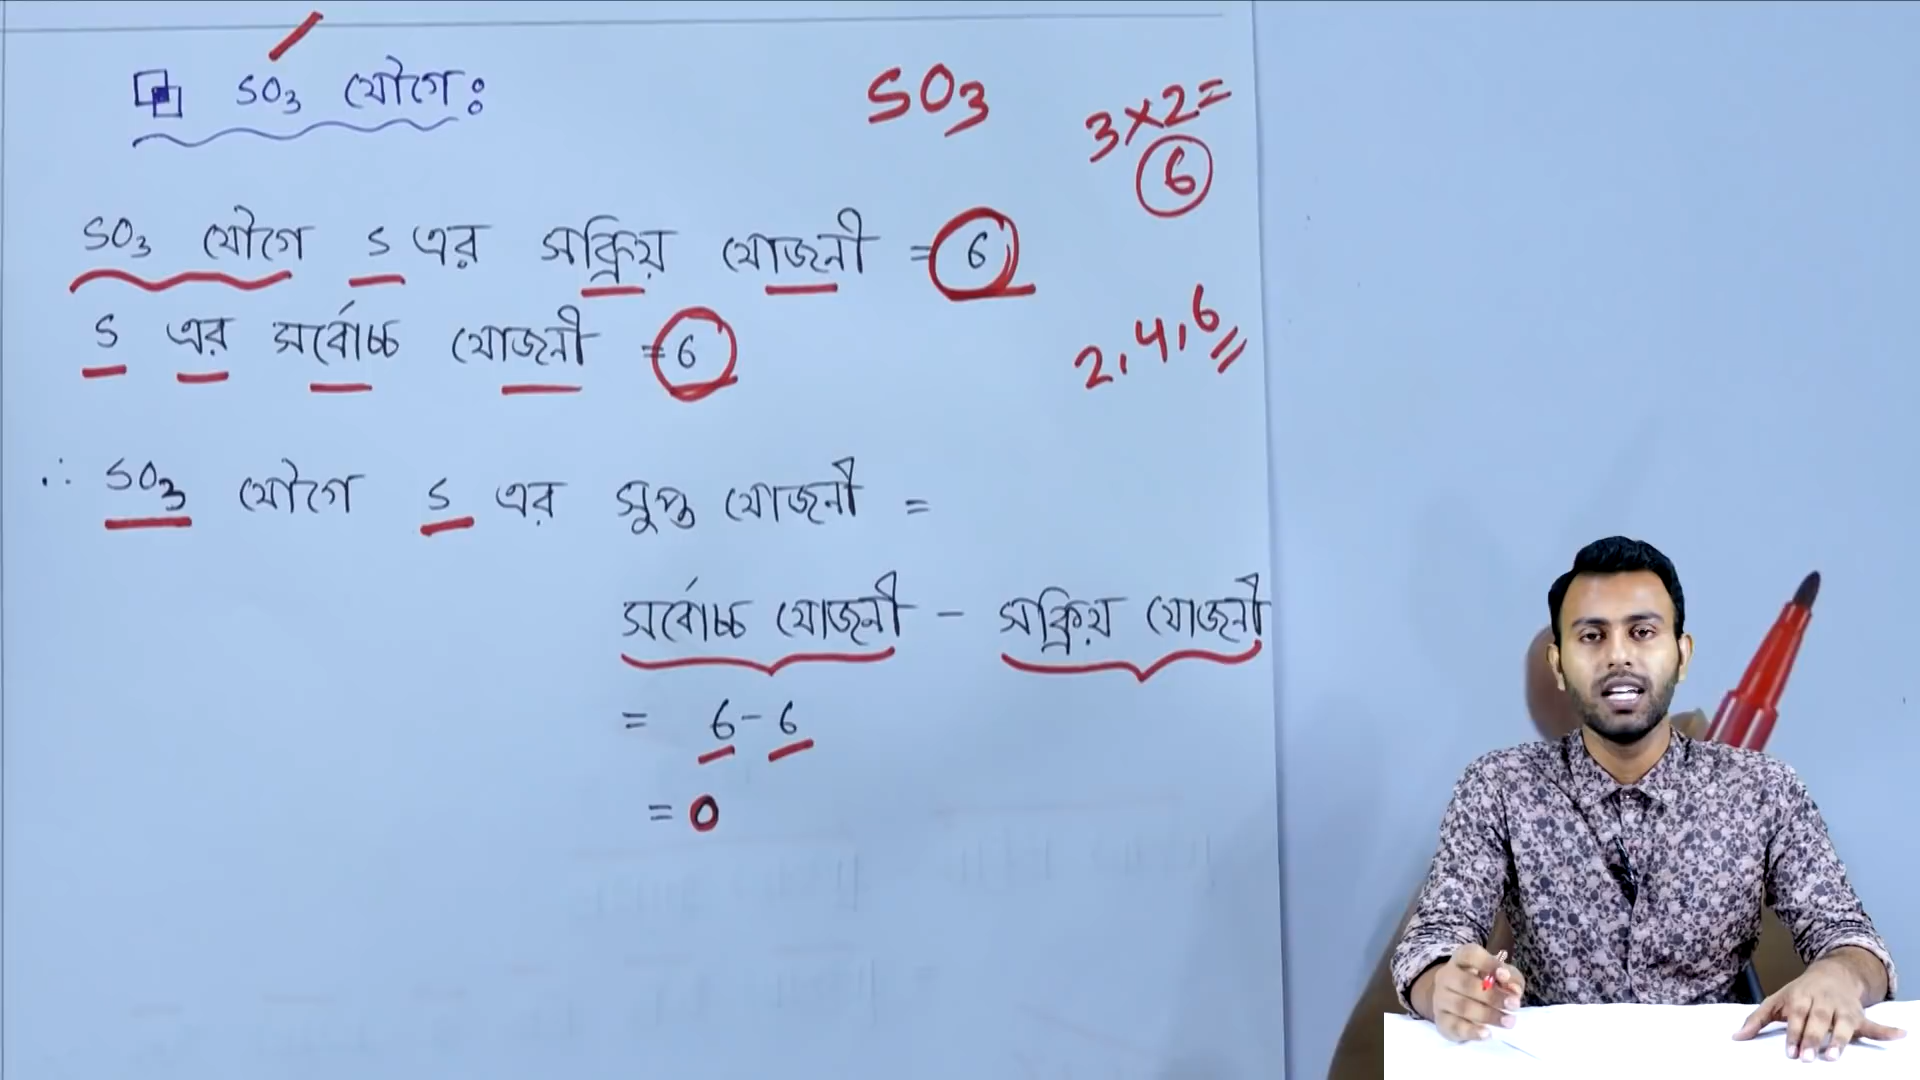 SO3 যৌগে:
SO3
3×2=
6
SO3 যৌগে S এর সক্রিয় যোজনী = 6
S এর সর্বোচ্চ যোজনী = 6
2, 4, 6
∴ SO3 যৌগে S এর সুপ্ত যোজনী =
সর্বোচ্চ যোজনী - সক্রিয় যোজনী
= 6-6
= 0